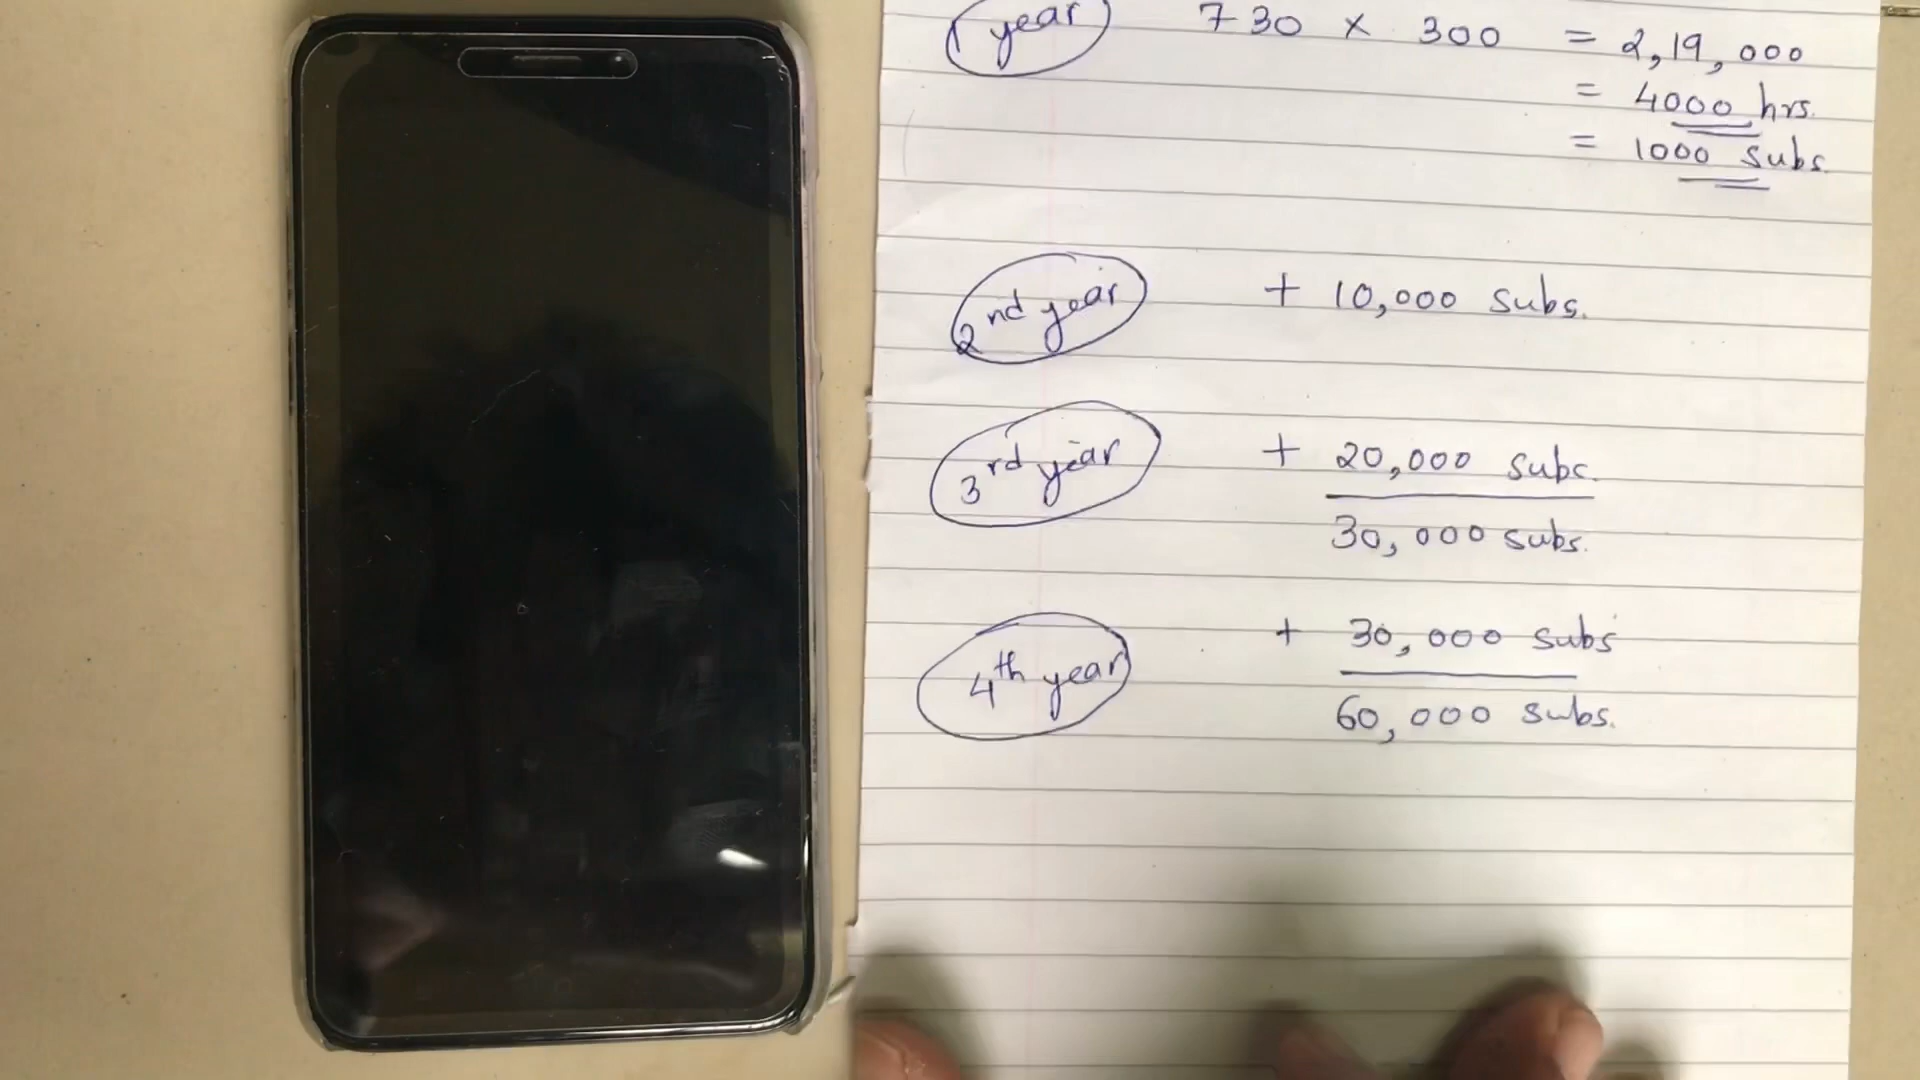 1 year 730 x 300 = 2,19,000
= 4000 hrs.
= 1000 subs.
2nd year + 10,000 subs.
3rd year + 20,000 subs.
30,000 subs.
4th year + 30,000 subs
60,000 subs.